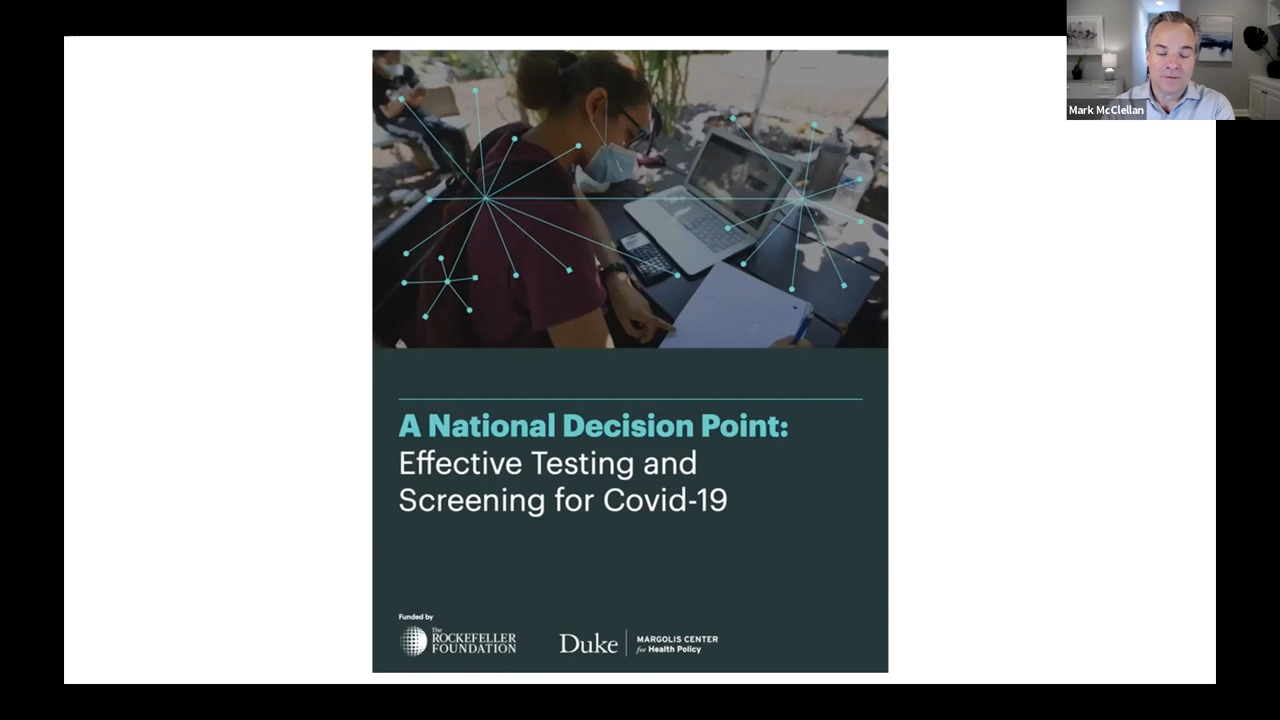 Mark McClellan
A National Decision Point:
Effective Testing and
Screening for Covid-19
Funded by
The
ROCKEFELLER
FOUNDATION
Duke
MARGOLIS CENTER
for Health Policy